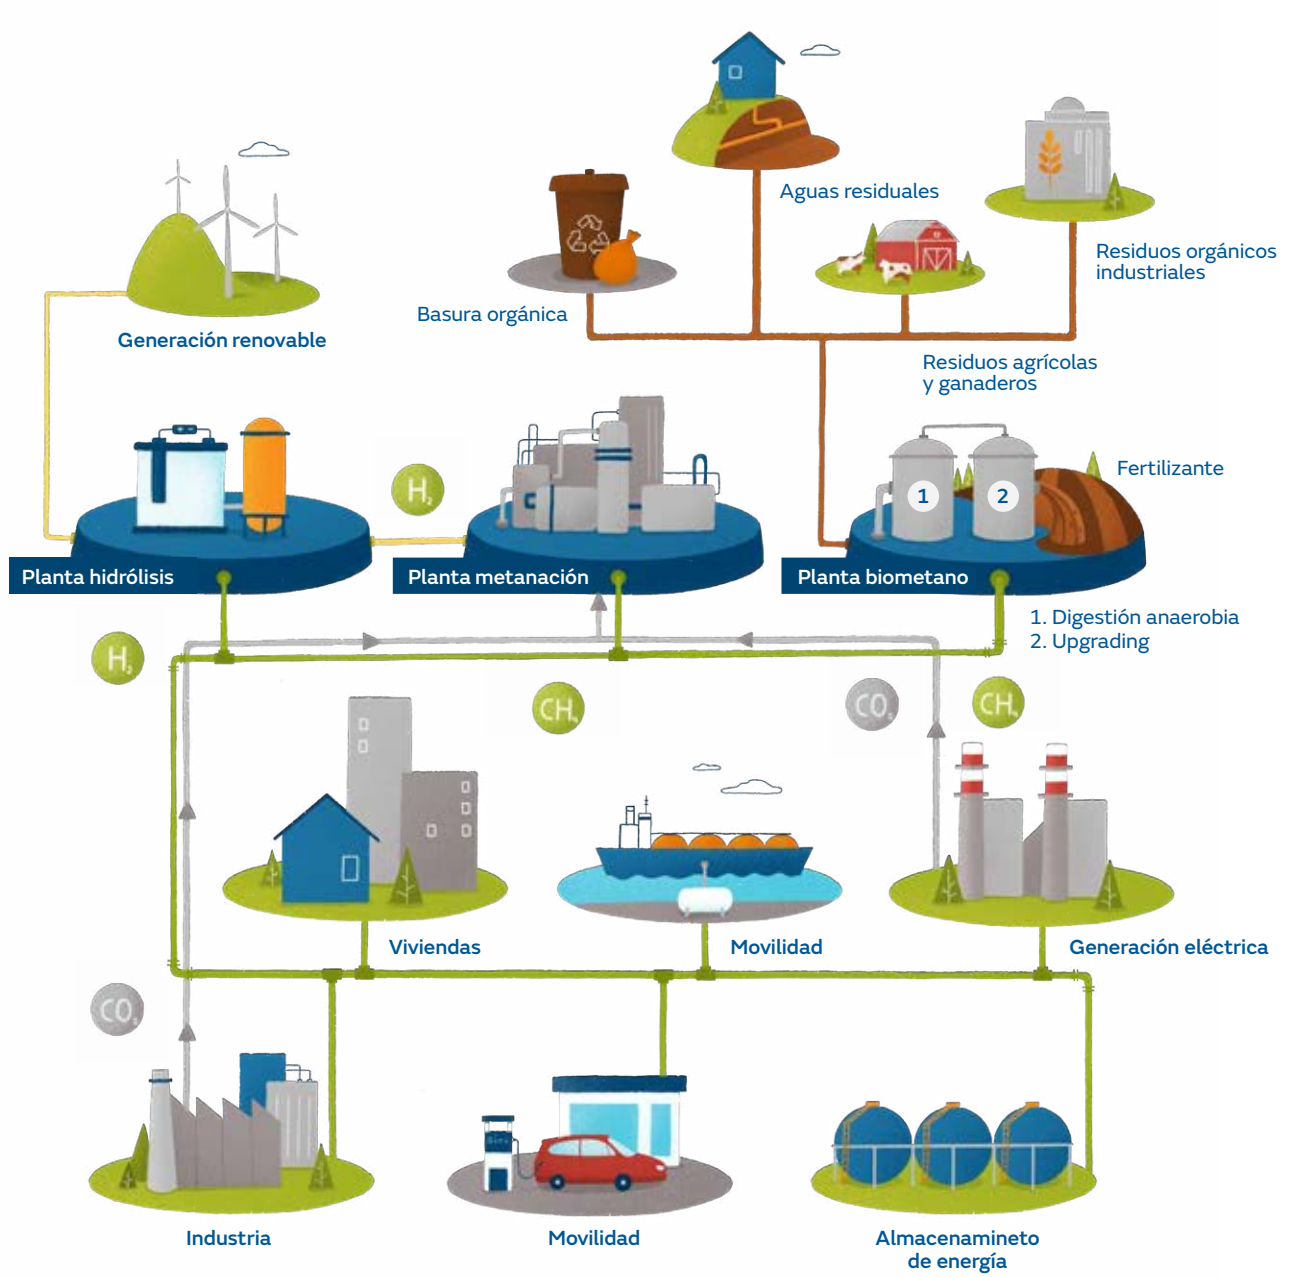 Aguas residuales
Residuos orgánicos
industriales
Basura orgánica
Generación renovable
Residuos agrícolas
y ganaderos
Fertilizante
1
2
H₂
Planta hidrólisis
Planta metanación
Planta biometano
1. Digestión anaerobia
2. Upgrading
H₂
CH₄
CO₂
CH₄
Viviendas
Movilidad
Generación eléctrica
CO₂
Industria
Movilidad
Almacenamineto
de energía